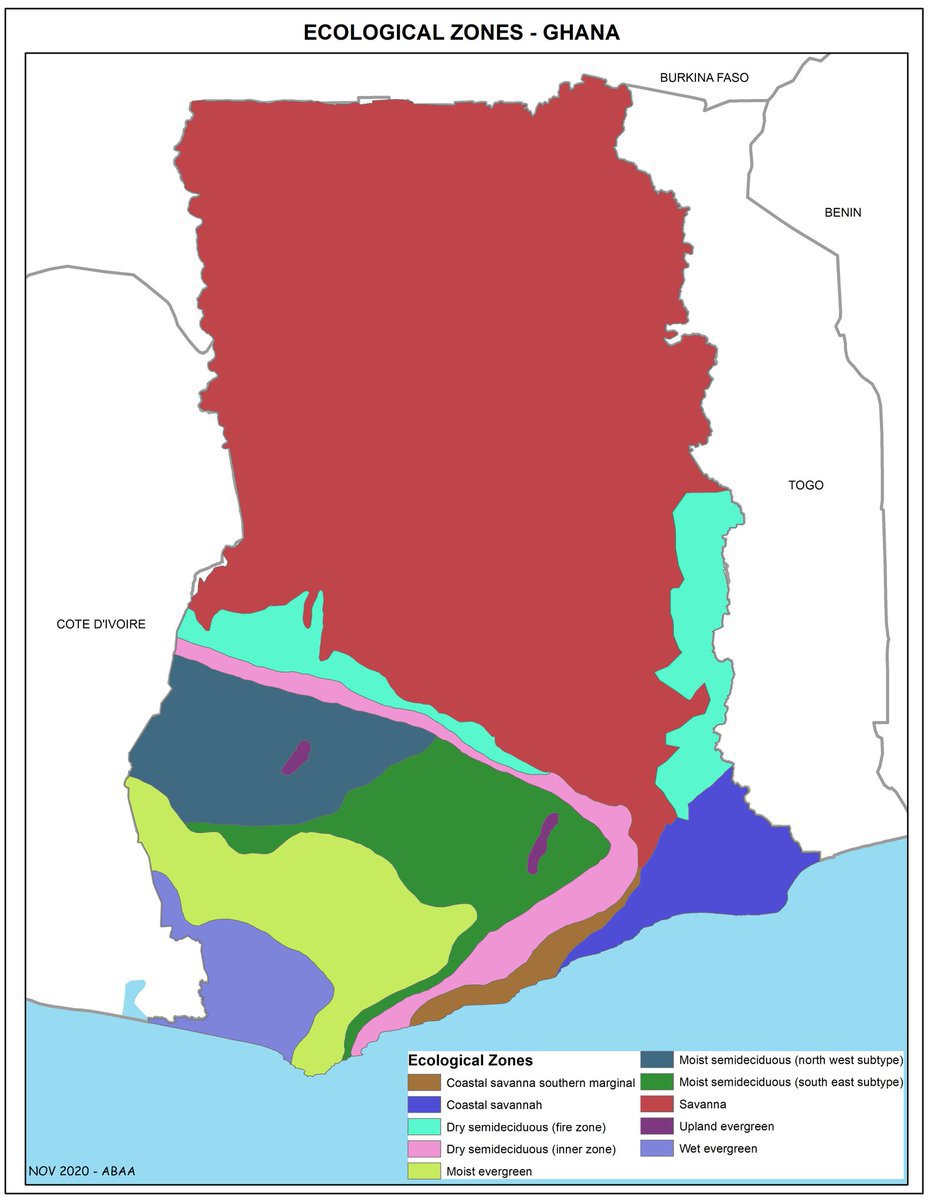 ECOLOGICAL ZONES - GHANA
BURKINA FASO
BENIN
TOGO
COTE D'IVOIRE
Ecological Zones
Coastal savanna southern marginal
Coastal savannah
Dry semideciduous (fire zone)
Dry semideciduous (inner zone)
Moist evergreen
Moist semideciduous (north west subtype)
Moist semideciduous (south east subtype)
Savanna
Upland evergreen
Wet evergreen
NOV 2020 - ABAA